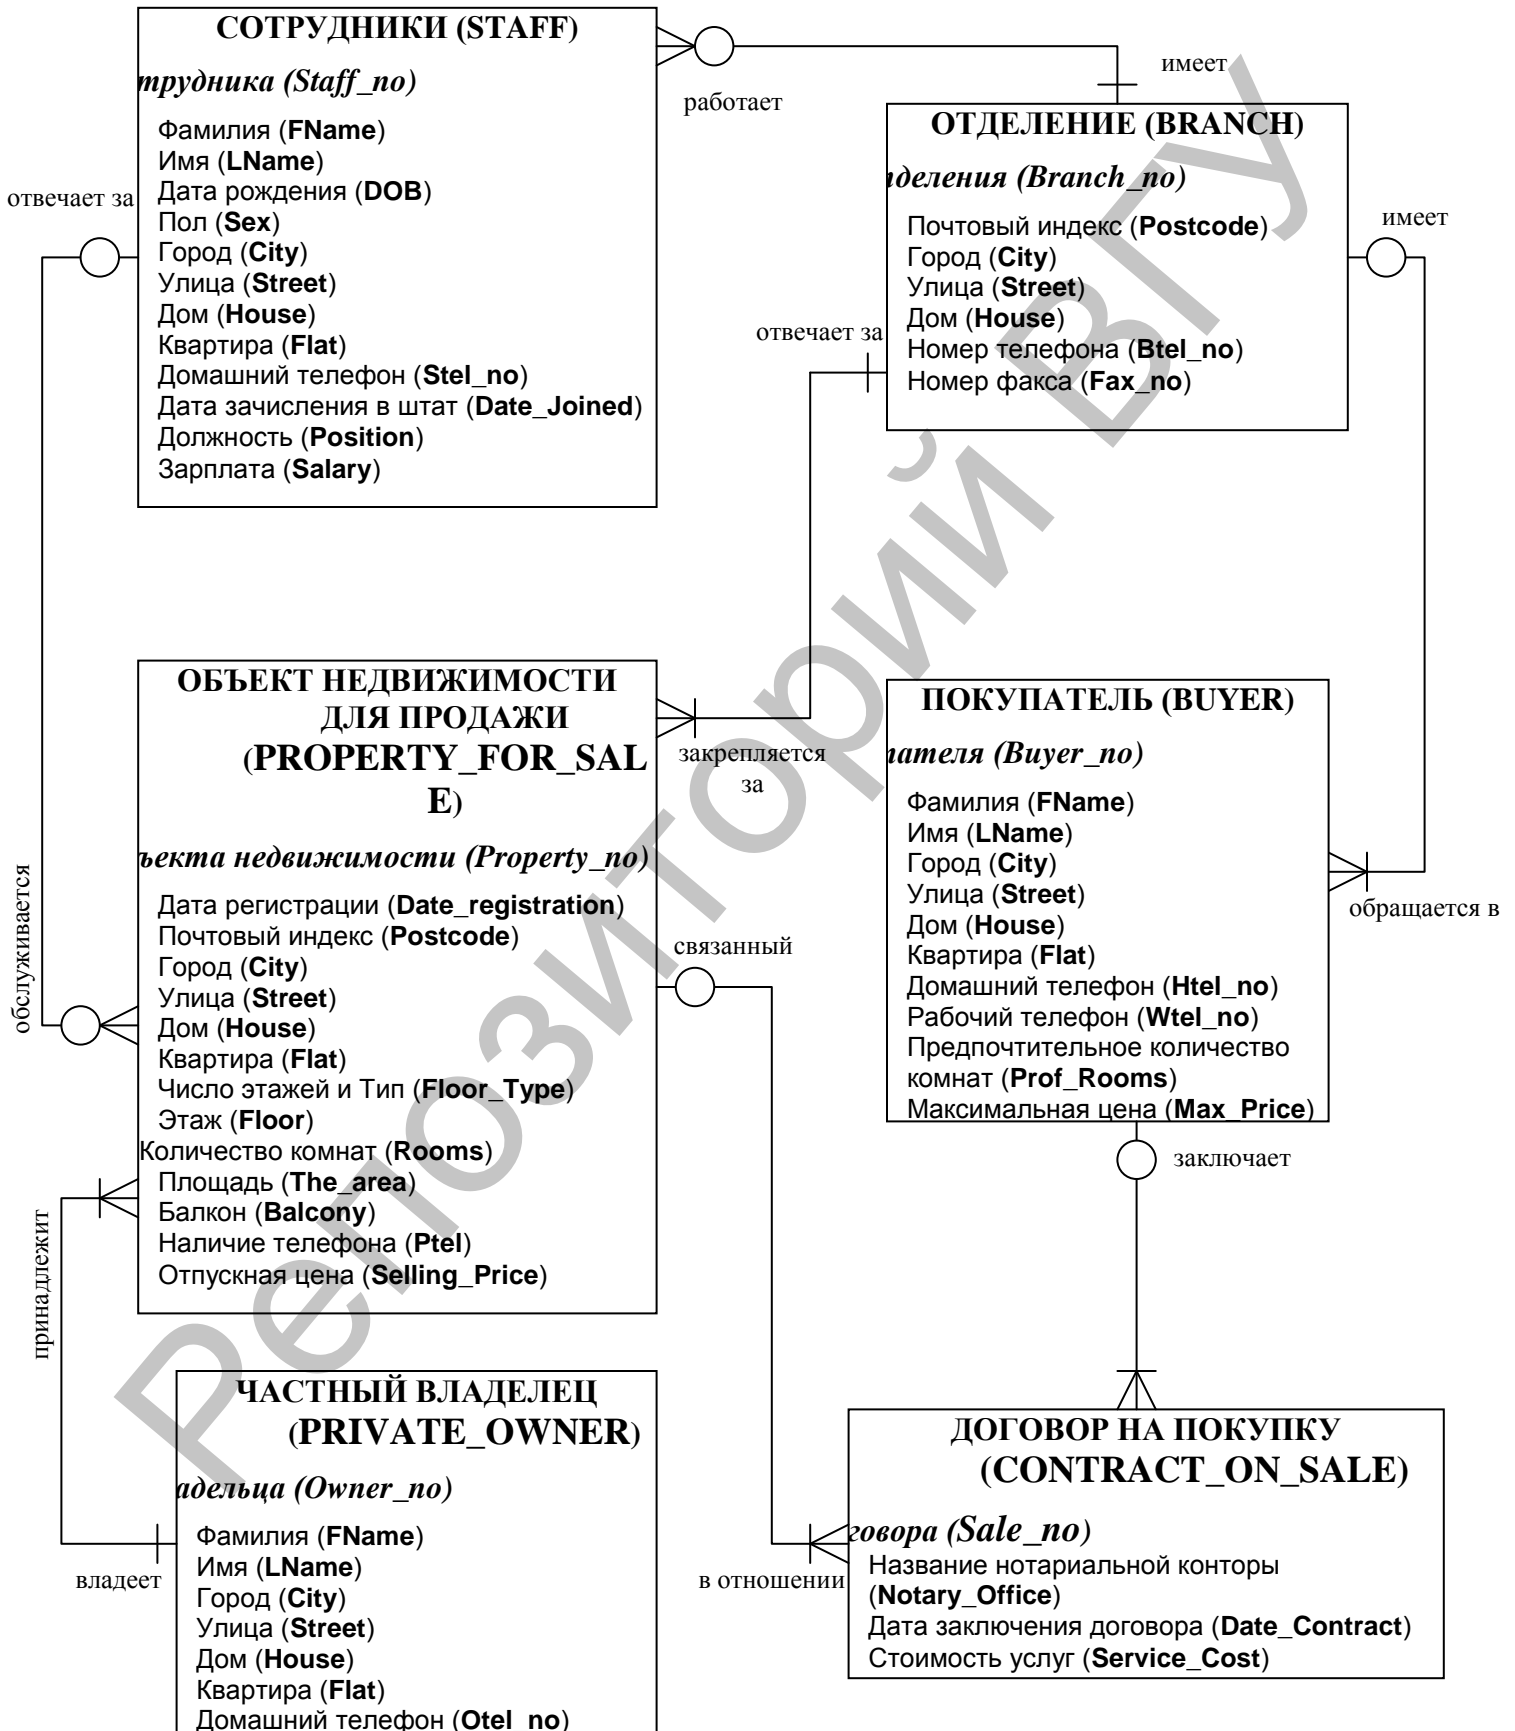 СОТРУДНИКИ (STAFF)
трудника (Staff_no)
Фамилия (FName)
Имя (LName)
Дата рождения (DOB)
Пол (Sex)
Город (City)
Улица (Street)
Дом (House)
Квартира (Flat)
Домашний телефон (Stel_no)
Дата зачисления в штат (Date_Joined)
Должность (Position)
Зарплата (Salary)
работает
имеет
ОТДЕЛЕНИЕ (BRANCH)
тделения (Branch_no)
Почтовый индекс (Postcode)
Город (City)
Улица (Street)
Дом (House)
Номер телефона (Btel_no)
Номер факса (Fax_no)
отвечает за
имеет
отвечает за
ОБЪЕКТ НЕДВИЖИМОСТИ
ДЛЯ ПРОДАЖИ
(PROPERTY_FOR_SAL
E)
ъекта недвижимости (Property_no)
Дата регистрации (Date_registration)
Почтовый индекс (Postcode)
Город (City)
Улица (Street)
Дом (House)
Квартира (Flat)
Число этажей и Тип (Floor_Type)
Этаж (Floor)
Количество комнат (Rooms)
Площадь (The_area)
Балкон (Balcony)
Наличие телефона (Ptel)
Отпускная цена (Selling_Price)
закрепляется
за
обслуживается
связанный
принадлежит
ПОКУПАТЕЛЬ (BUYER)
пателя (Buyer_no)
Фамилия (FName)
Имя (LName)
Город (City)
Улица (Street)
Дом (House)
Квартира (Flat)
Домашний телефон (Htel_no)
Рабочий телефон (Wtel_no)
Предпочтительное количество
комнат (Prof_Rooms)
Максимальная цена (Max_Price)
обращается в
заключает
ЧАСТНЫЙ ВЛАДЕЛЕЦ
(PRIVATE_OWNER)
адельца (Owner_no)
Фамилия (FName)
Имя (LName)
Город (City)
Улица (Street)
Дом (House)
Квартира (Flat)
Домашний телефон (Otel_no)
владеет
в отношении
ДОГОВОР НА ПОКУПКУ
(CONTRACT_ON_SALE)
говора (Sale_no)
Название нотариальной конторы
(Notary_Office)
Дата заключения договора (Date_Contract)
Стоимость услуг (Service_Cost)
Репозиторий ВГУ